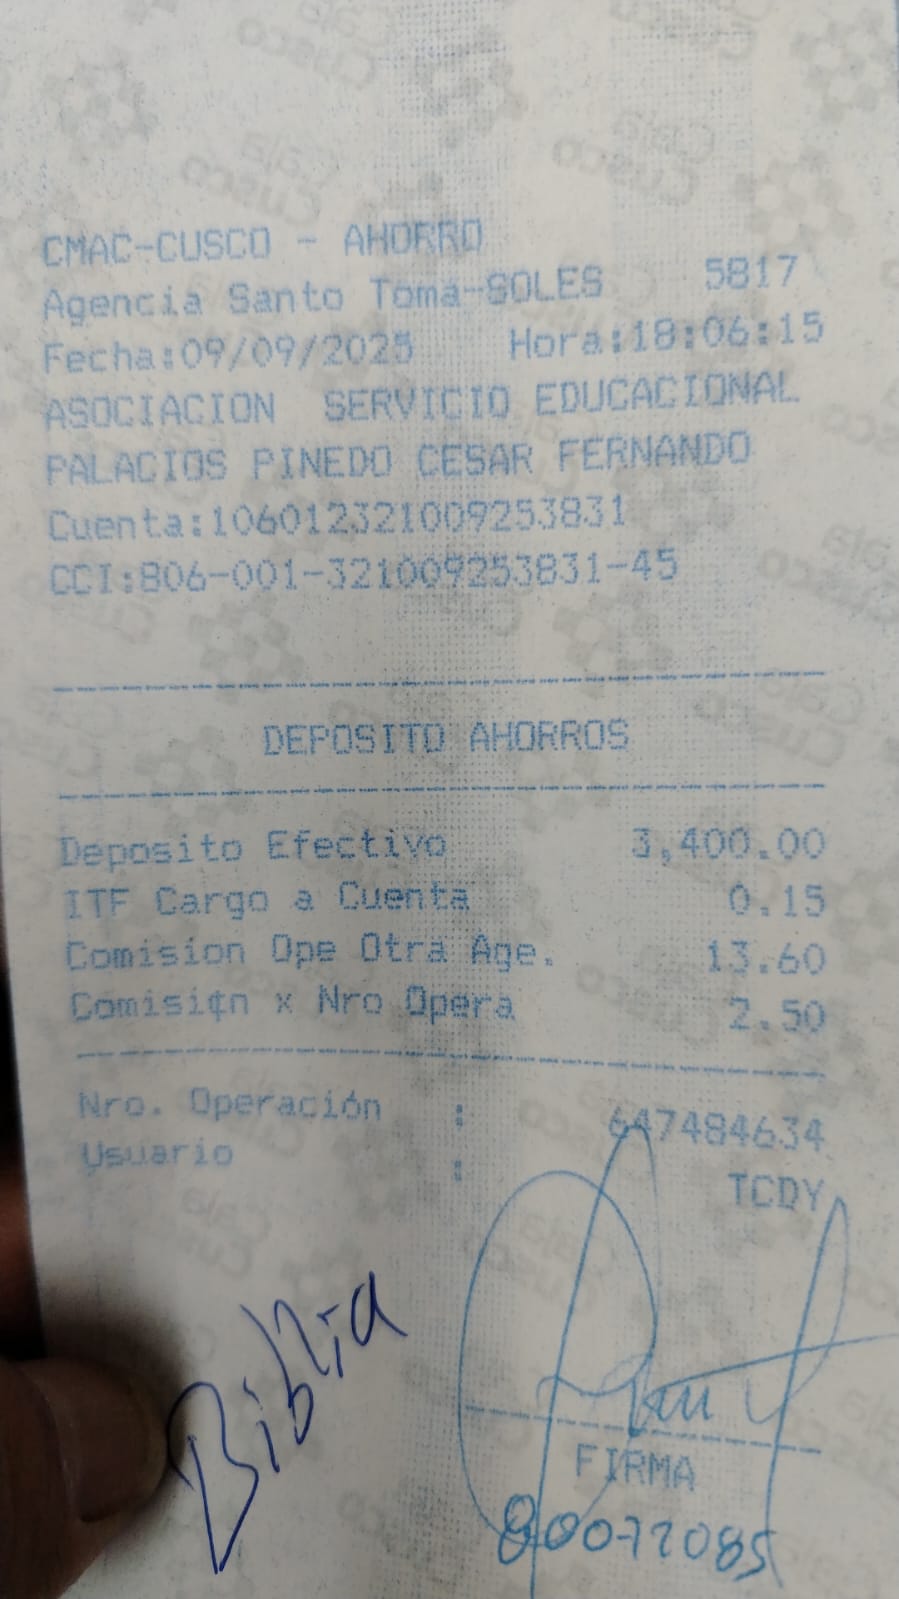 CMAC-CUSCO - AHORRO
Agencia Santo Toma-SOLES 5817
Fecha:09/09/2025 Hora:18:06:15
ASOCIACION SERVICIO EDUCACIONAL
PALACIOS PINEDO CESAR FERNANDO
Cuenta:106012321009253831
CCI:806-001-321009253831-45
DEPOSITO AHORROS
Deposito Efectivo 3,400.00
ITF Cargo a Cuenta 0.15
Comision Ope Otra Age. 13.60
Comisi¢n x Nro Opera 2.50
Nro. Operación : 647484634
Usuario : TCDY
Biblia
FIRMA
80072085